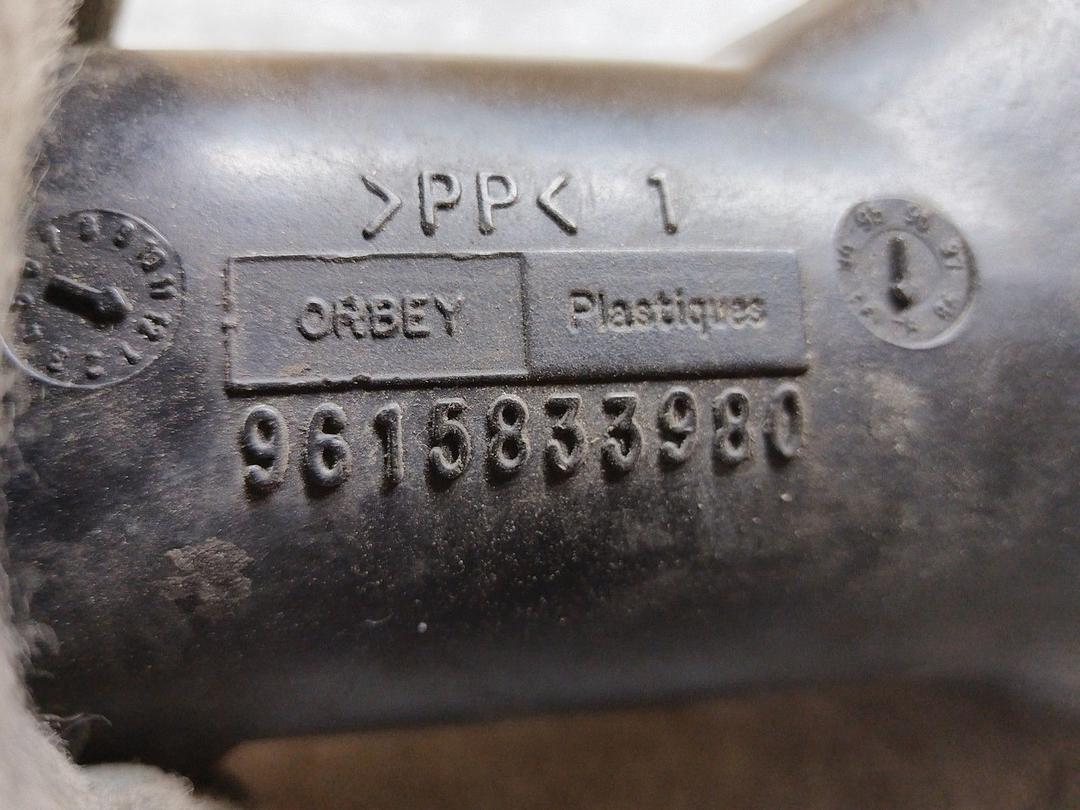 >PP< 1
ORBEY Plastiques
9615833980